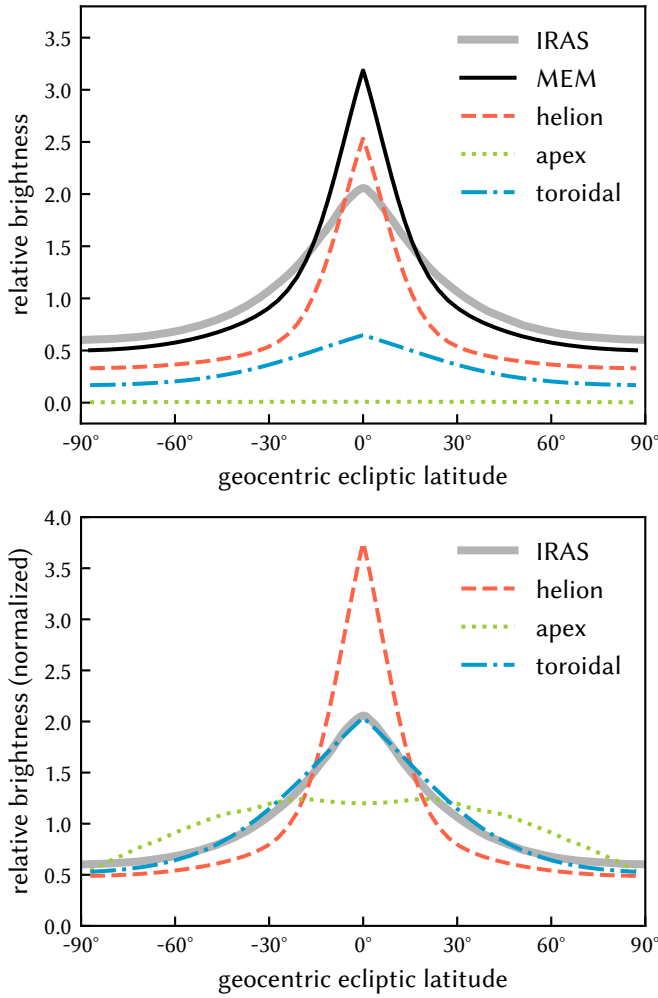 3.5
3.0
2.5
2.0
1.5
1.0
0.5
0.0
relative brightness
IRAS
MEM
helion
apex
toroidal
-90° -60° -30° 0° 30° 60° 90°
geocentric ecliptic latitude
4.0
3.5
3.0
2.5
2.0
1.5
1.0
0.5
0.0
relative brightness (normalized)
IRAS
helion
apex
toroidal
-90° -60° -30° 0° 30° 60° 90°
geocentric ecliptic latitude